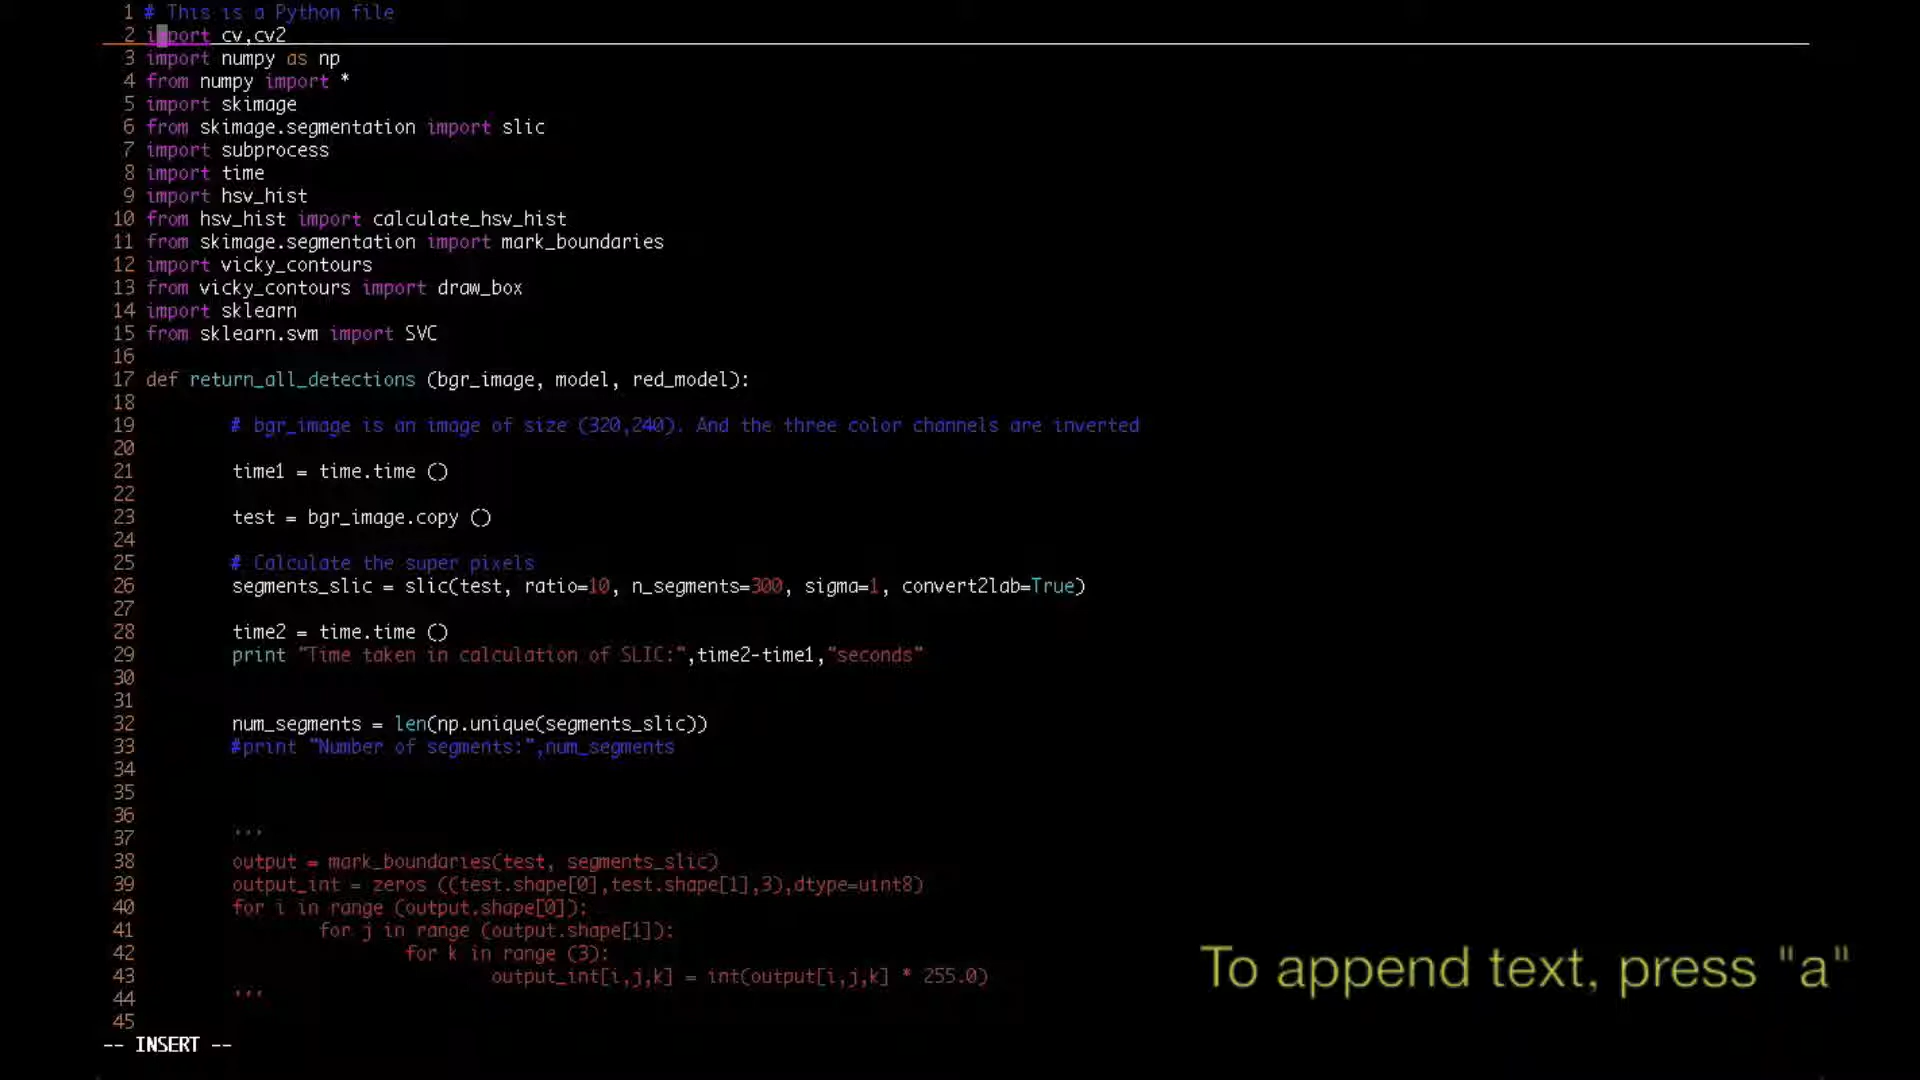 1 # This is a Python file
2 import cv,cv2
3 import numpy as np
4 from numpy import *
5 import skimage
6 from skimage.segmentation import slic
7 import subprocess
8 import time
9 import hsv_hist
10 from hsv_hist import calculate_hsv_hist
11 from skimage.segmentation import mark_boundaries
12 import vicky_contours
13 from vicky_contours import draw_box
14 import sklearn
15 from sklearn.svm import SVC
16
17 def return_all_detections (bgr_image, model, red_model):
18
19 # bgr_image is an image of size (320,240). And the three color channels are inverted
20
21 time1 = time.time ()
22
23 test = bgr_image.copy ()
24
25 # Calculate the super pixels
26 segments_slic = slic(test, ratio=10, n_segments=300, sigma=1, convert2lab=True)
27
28 time2 = time.time ()
29 print "Time taken in calculation of SLIC:",time2-time1,"seconds"
30
31
32 num_segments = len(np.unique(segments_slic))
33 #print "Number of segments:",num_segments
34
35
36
37 '''
38 output = mark_boundaries(test, segments_slic)
39 output_int = zeros ((test.shape[0],test.shape[1],3),dtype=uint8)
40 for i in range (output.shape[0]):
41 for j in range (output.shape[1]):
42 for k in range (3):
43 output_int[i,j,k] = int(output[i,j,k] * 255.0)
44 '''
45
-- INSERT --
To append text, press "a"